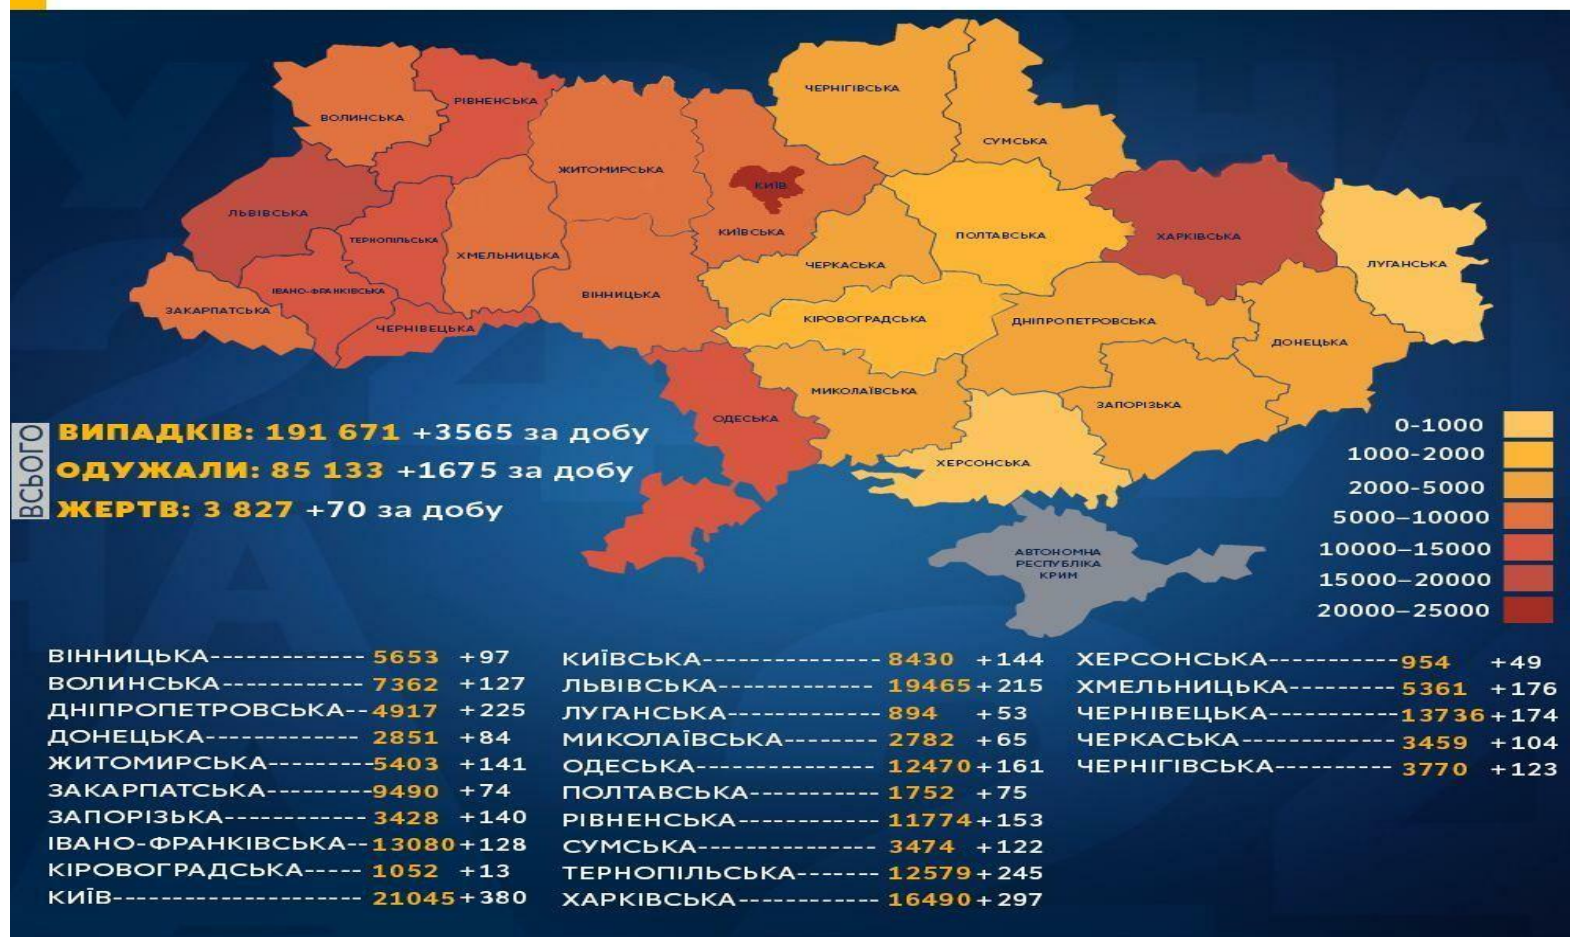 ЧЕРНІГІВСЬКА
РІВНЕНСЬКА
ВОЛИНСЬКА
СУМСЬКА
ЖИТОМИРСЬКА
КИЇВ
ЛЬВІВСЬКА
КИЇВСЬКА
ПОЛТАВСЬКА
ХАРКІВСЬКА
ТЕРНОПІЛЬСЬКА
ХМЕЛЬНИЦЬКА
ЧЕРКАСЬКА
ЛУГАНСЬКА
ІВАНО-ФРАНКІВСЬКА
ВІННИЦЬКА
ЗАКАРПАТСЬКА
ЧЕРНІВЕЦЬКА
КІРОВОГРАДСЬКА
ДНІПРОПЕТРОВСЬКА
ДОНЕЦЬКА
МИКОЛАЇВСЬКА
ЗАПОРІЗЬКА
ОДЕСЬКА
ХЕРСОНСЬКА
АВТОНОМНА
РЕСПУБЛІКА
КРИМ
ВСЬОГО
ВИПАДКІВ: 191 671 +3565 за добу
ОДУЖАЛИ: 85 133 +1675 за добу
ЖЕРТВ: 3 827 +70 за добу
0-1000
1000-2000
2000-5000
5000–10000
10000–15000
15000–20000
20000–25000
ВІННИЦЬКА------------- 5653 +97
ВОЛИНСЬКА------------ 7362 +127
ДНІПРОПЕТРОВСЬКА--4917 +225
ДОНЕЦЬКА------------- 2851 +84
ЖИТОМИРСЬКА---------5403 +141
ЗАКАРПАТСЬКА---------9490 +74
ЗАПОРІЗЬКА------------3428 +140
ІВАНО-ФРАНКІВСЬКА--13080 +128
КІРОВОГРАДСЬКА----- 1052 +13
КИЇВ--------------------- 21045 +380
КИЇВСЬКА--------------- 8430 +144
ЛЬВІВСЬКА------------- 19465 +215
ЛУГАНСЬКА------------ 894 +53
МИКОЛАЇВСЬКА-------- 2782 +65
ОДЕСЬКА--------------- 12470 +161
ПОЛТАВСЬКА----------- 1752 +75
РІВНЕНСЬКА------------ 11774 +153
СУМСЬКА-------------- 3474 +122
ТЕРНОПІЛЬСЬКА------- 12579 +245
ХАРКІВСЬКА------------ 16490 +297
ХЕРСОНСЬКА-----------954 +49
ХМЕЛЬНИЦЬКА--------- 5361 +176
ЧЕРНІВЕЦЬКА-----------13736 +174
ЧЕРКАСЬКА------------- 3459 +104
ЧЕРНІГІВСЬКА---------- 3770 +123